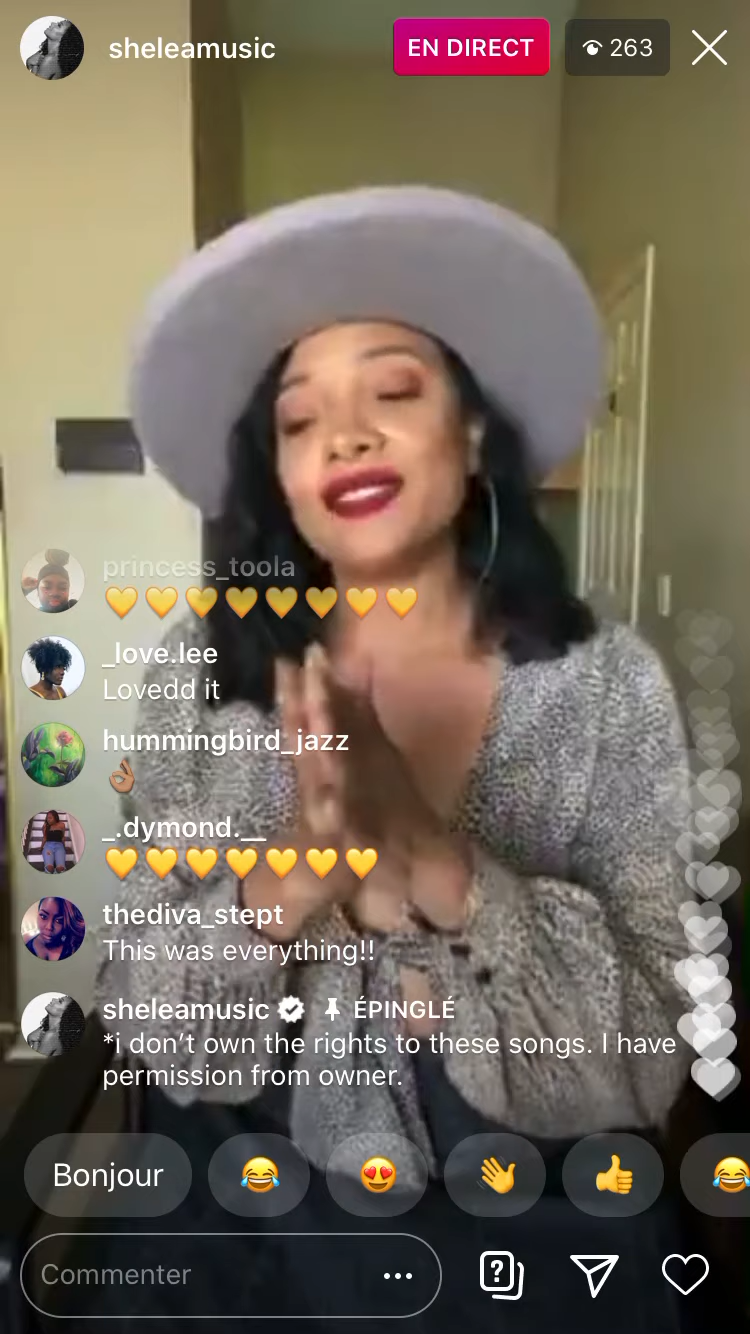 sheleamusic
EN DIRECT
263
princess_toola
💛💛💛💛💛💛💛💛
_love.lee
Lovedd it
hummingbird_jazz
👌🏽
_.dymond.__
💛💛💛💛💛💛💛
thediva_stept
This was everything!!
sheleamusic ÉPINGLÉ
*i don’t own the rights to these songs. I have
permission from owner.
Bonjour 😂 😍 👋 👍 😂
Commenter